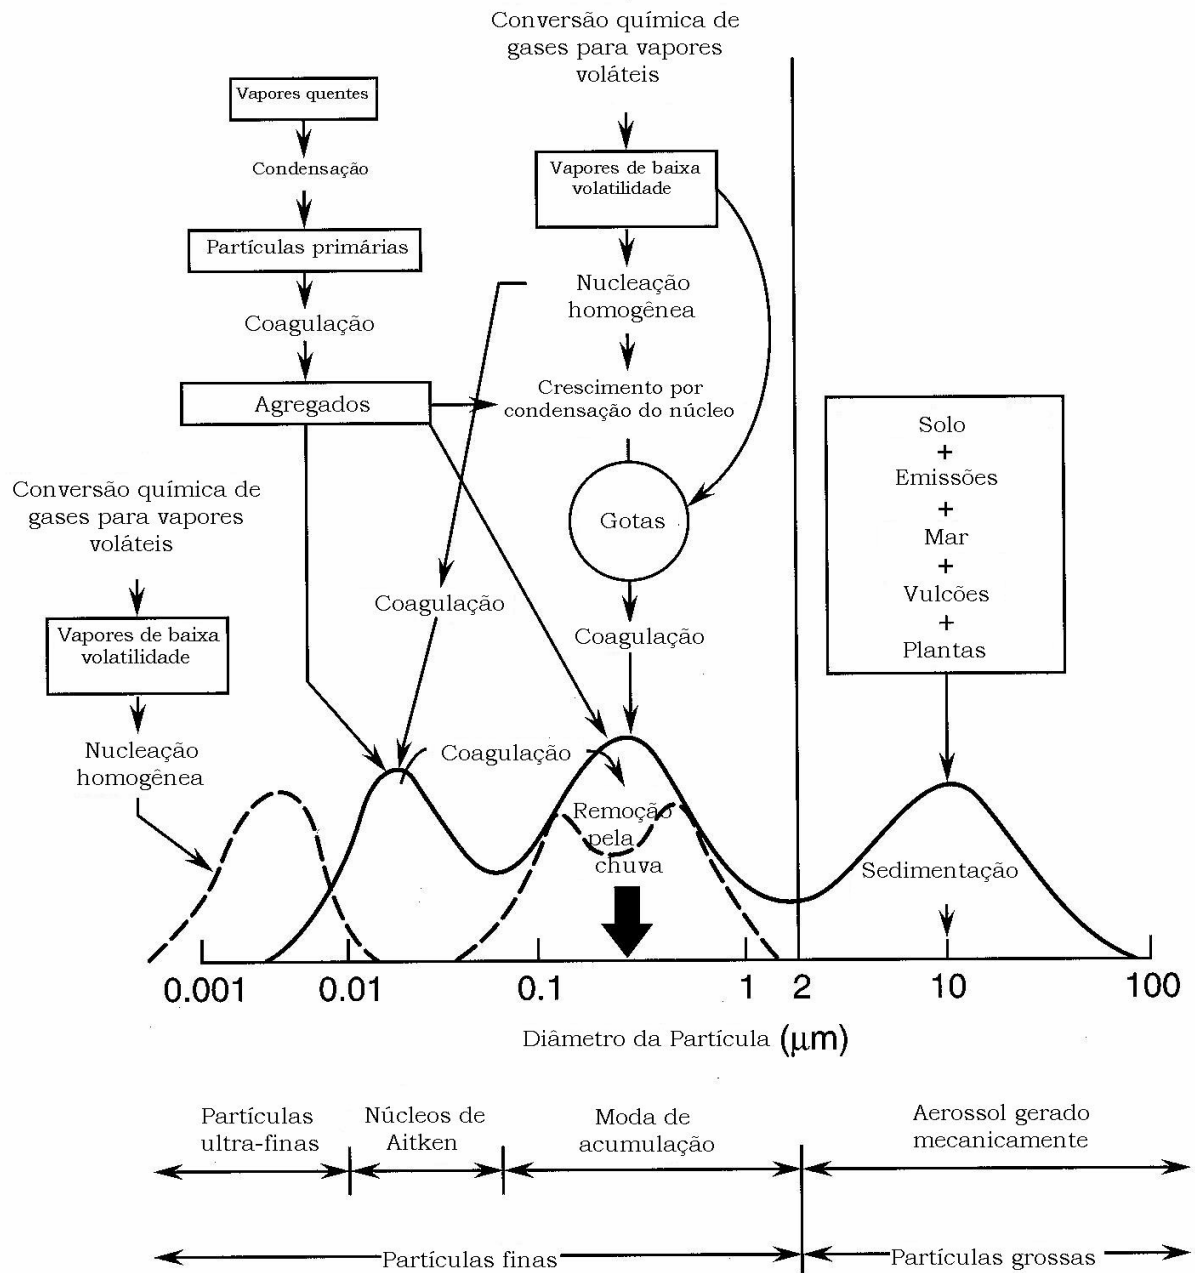 Conversão química de
gases para vapores
voláteis
Vapores quentes
Condensação
Partículas primárias
Coagulação
Agregados
Vapores de baixa
volatilidade
Nucleação
homogênea
Crescimento por
condensação do núcleo
Gotas
Coagulação
Coagulação
Solo
+
Emissões
+
Mar
+
Vulcões
+
Plantas
Conversão química de
gases para vapores
voláteis
Vapores de baixa
volatilidade
Nucleação
homogênea
Coagulação
Remoção
pela
chuva
Sedimentação
0.001 0.01 0.1 1 2 10 100
Diâmetro da Partícula (μm)
Partículas
ultra-finas
Núcleos de
Aitken
Moda de
acumulação
Aerossol gerado
mecanicamente
Partículas finas
Partículas grossas